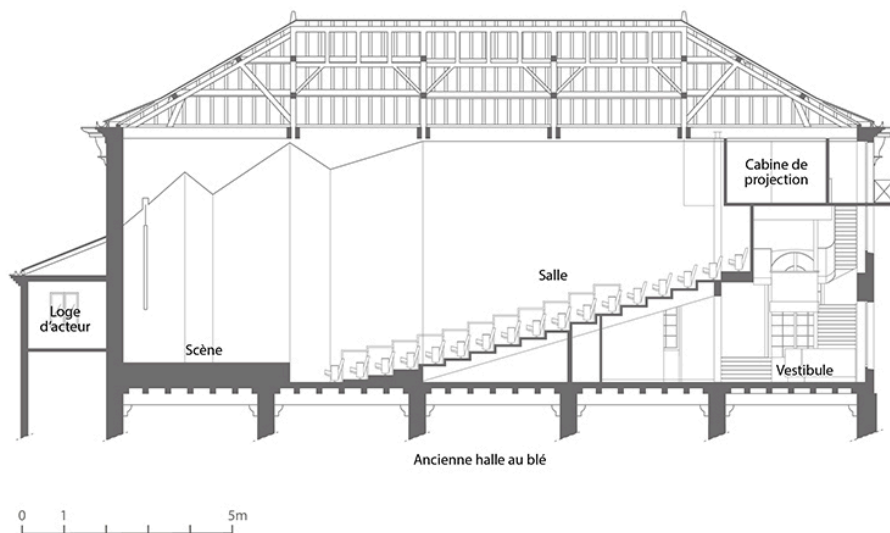 Cabine de
projection
Salle
Loge
d'acteur
Scène
Vestibule
Ancienne halle au blé
0 1 5m